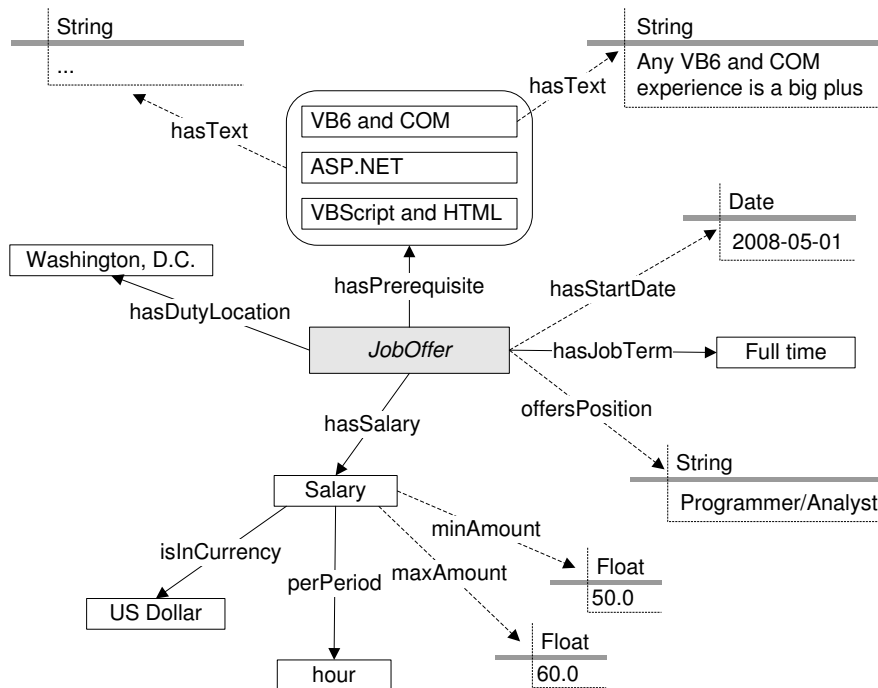 String
...
hasText
VB6 and COM
ASP.NET
VBScript and HTML
hasText
String
Any VB6 and COM
experience is a big plus
Date
2008-05-01
Washington, D.C.
hasPrerequisite
hasStartDate
hasDutyLocation
JobOffer
hasJobTerm
Full time
offersPosition
hasSalary
String
Programmer/Analyst
Salary
minAmount
isInCurrency
maxAmount
perPeriod
Float
50.0
US Dollar
Float
60.0
hour